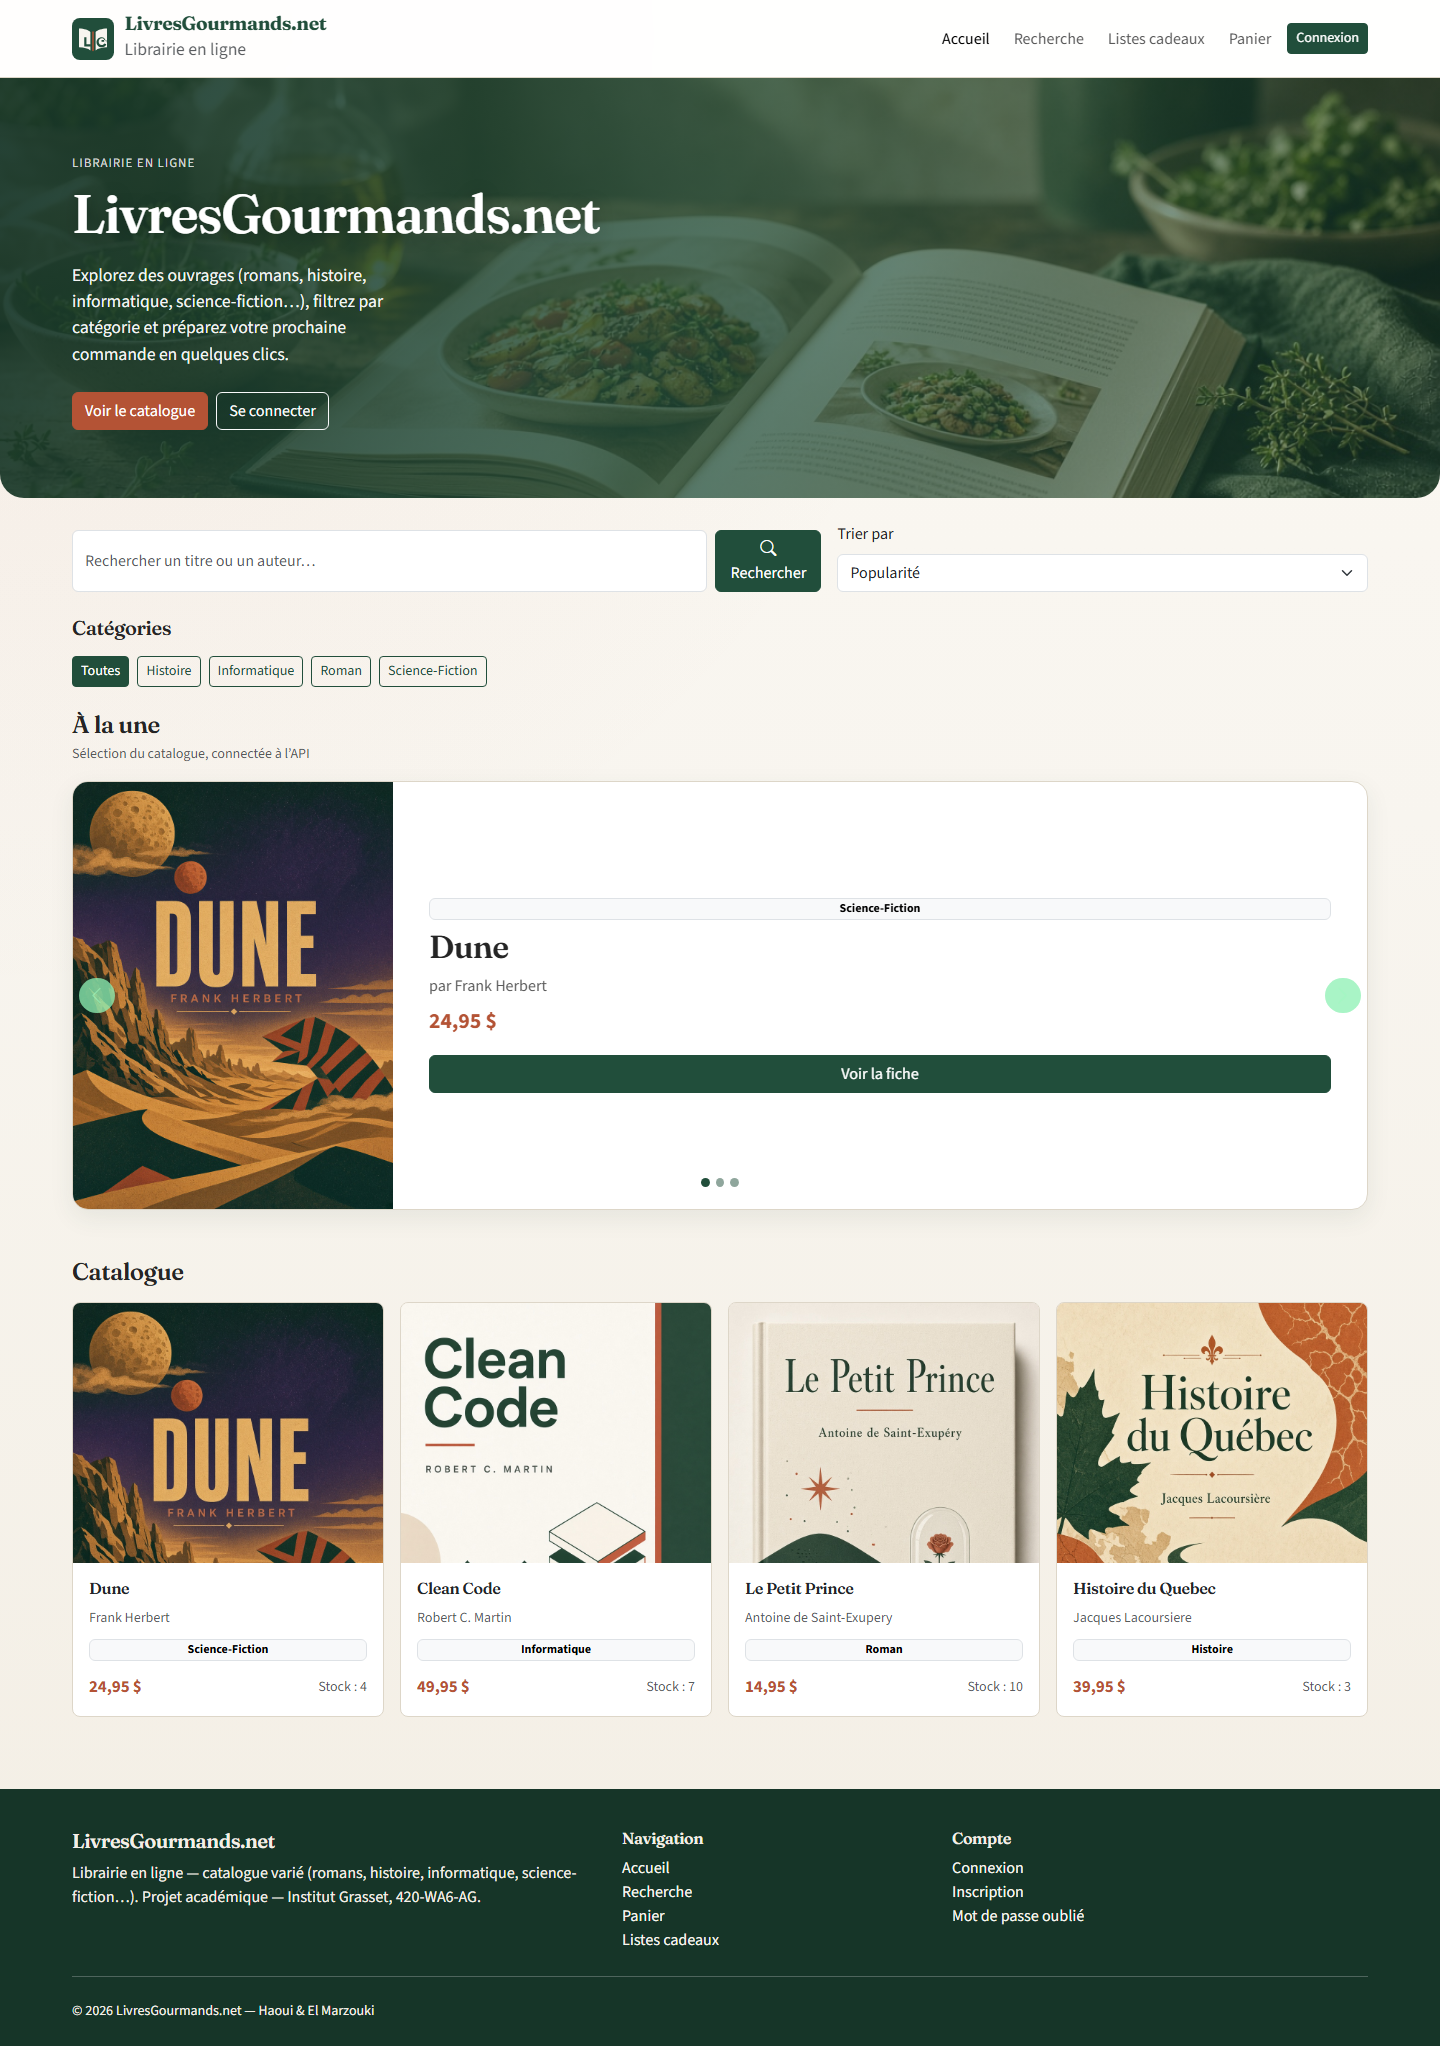 LivresGourmands.net
Librairie en ligne
Accueil
Recherche
Listes cadeaux
Panier
Connexion
LIBRAIRIE EN LIGNE
LivresGourmands.net
Explorez des ouvrages (romans, histoire,
informatique, science-fiction…), filtrez par
catégorie et préparez votre prochaine
commande en quelques clics.
Voir le catalogue
Se connecter
Rechercher un titre ou un auteur…
Rechercher
Trier par
Popularité
Catégories
Toutes
Histoire
Informatique
Roman
Science-Fiction
À la une
Sélection du catalogue, connectée à l’API
DUNE
FRANK HERBERT
Science-Fiction
Dune
par Frank Herbert
24,95 $
Voir la fiche
Catalogue
DUNE
FRANK HERBERT
Dune
Frank Herbert
Science-Fiction
24,95 $
Stock : 4
Clean
Code
ROBERT C. MARTIN
Clean Code
Robert C. Martin
Informatique
49,95 $
Stock : 7
Le Petit Prince
Antoine de Saint-Exupéry
Le Petit Prince
Antoine de Saint-Exupery
Roman
14,95 $
Stock : 10
Histoire
du Québec
Jacques Lacoursière
Histoire du Quebec
Jacques Lacoursiere
Histoire
39,95 $
Stock : 3
LivresGourmands.net
Librairie en ligne — catalogue varié (romans, histoire, informatique, science-
fiction…). Projet académique — Institut Grasset, 420-WA6-AG.
Navigation
Accueil
Recherche
Panier
Listes cadeaux
Compte
Connexion
Inscription
Mot de passe oublié
© 2026 LivresGourmands.net — Haoui & El Marzouki